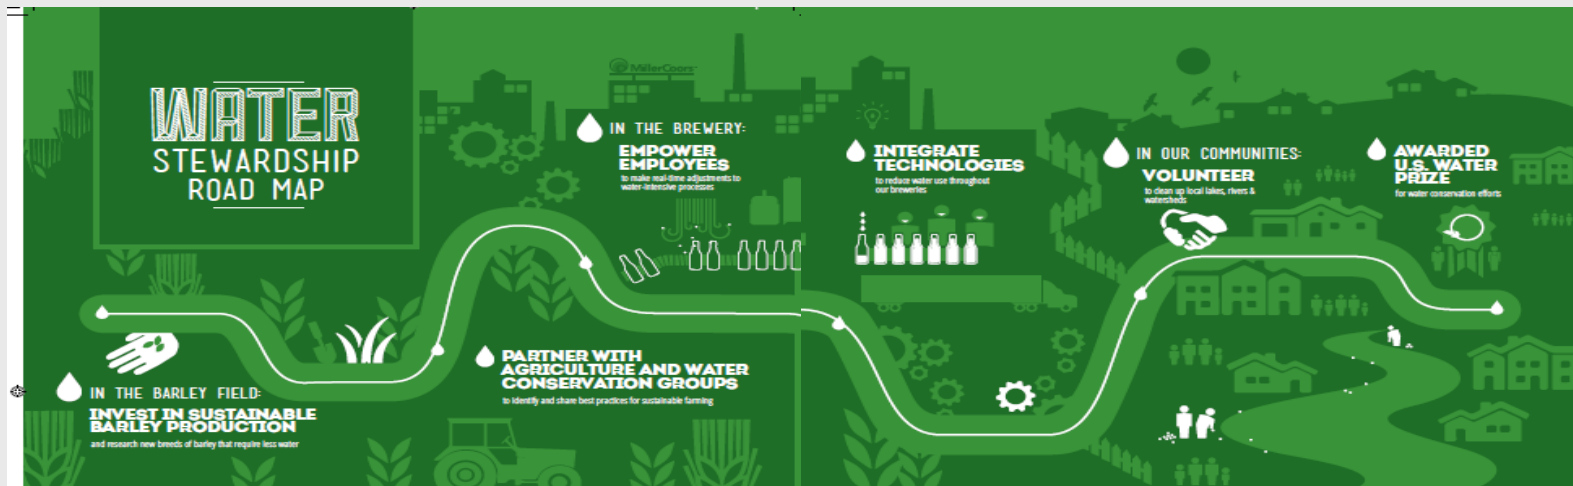 WATER
STEWARDSHIP
ROAD MAP
IN THE BARLEY FIELD:
INVEST IN SUSTAINABLE
BARLEY PRODUCTION
and research new breeds of barley that require less water
PARTNER WITH
AGRICULTURE AND WATER
CONSERVATION GROUPS
to identify and share best practices for sustainable farming
MillerCoors
IN THE BREWERY:
EMPOWER
EMPLOYEES
to make real-time adjustments to
water-intensive processes
INTEGRATE
TECHNOLOGIES
to reduce water use throughout
our breweries
IN OUR COMMUNITIES:
VOLUNTEER
to clean up local lakes, rivers &
watersheds
AWARDED
U.S. WATER
PRIZE
for water conservation efforts